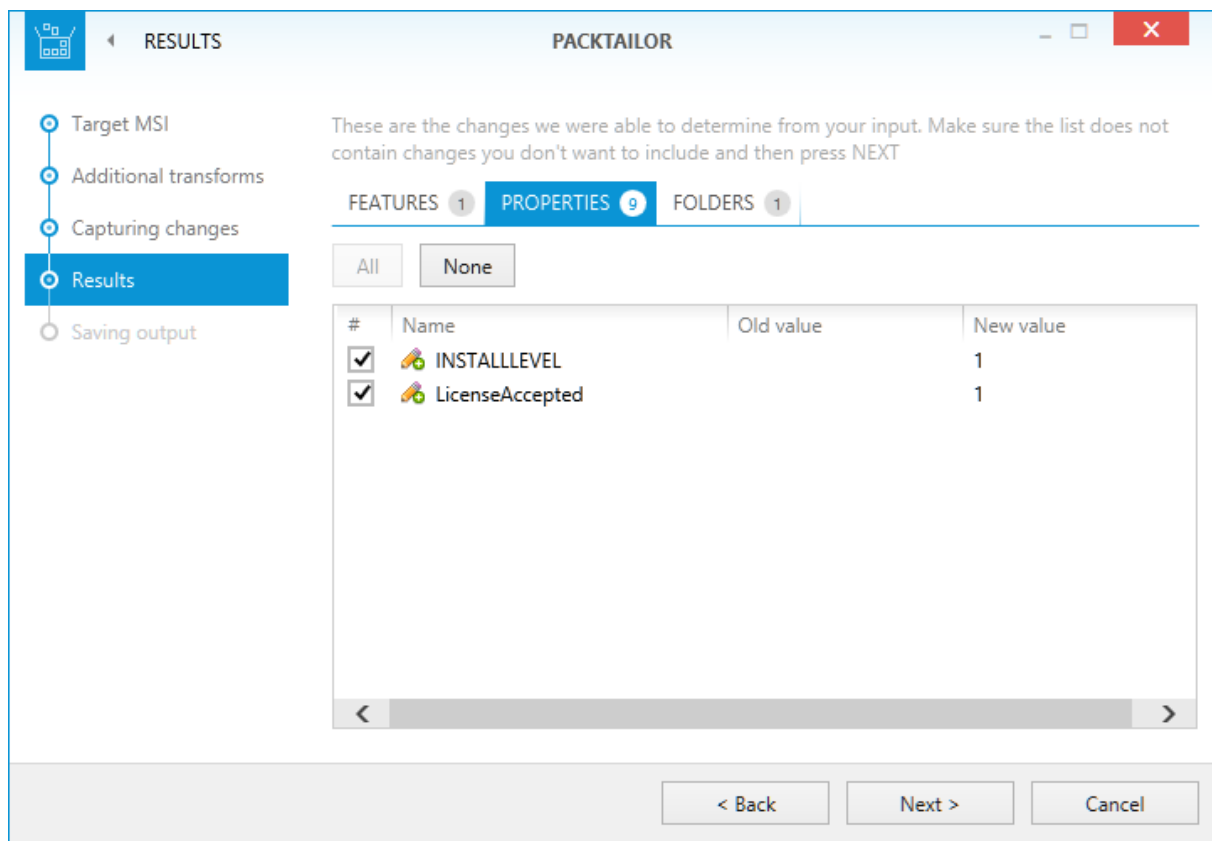 RESULTS
PACKTAILOR
Target MSI
Additional transforms
Capturing changes
Results
Saving output
These are the changes we were able to determine from your input. Make sure the list does not
contain changes you don't want to include and then press NEXT
FEATURES 1
PROPERTIES 9
FOLDERS 1
All
None
# Name Old value New value
INSTALLLEVEL 1
LicenseAccepted 1
< Back
Next >
Cancel